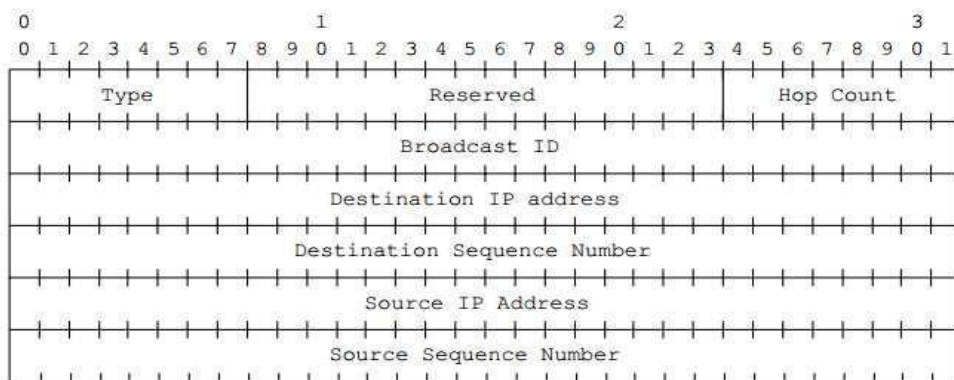 0 1 2 3
0 1 2 3 4 5 6 7 8 9 0 1 2 3 4 5 6 7 8 9 0 1 2 3 4 5 6 7 8 9 0 1
Type Reserved Hop Count
Broadcast ID
Destination IP address
Destination Sequence Number
Source IP Address
Source Sequence Number